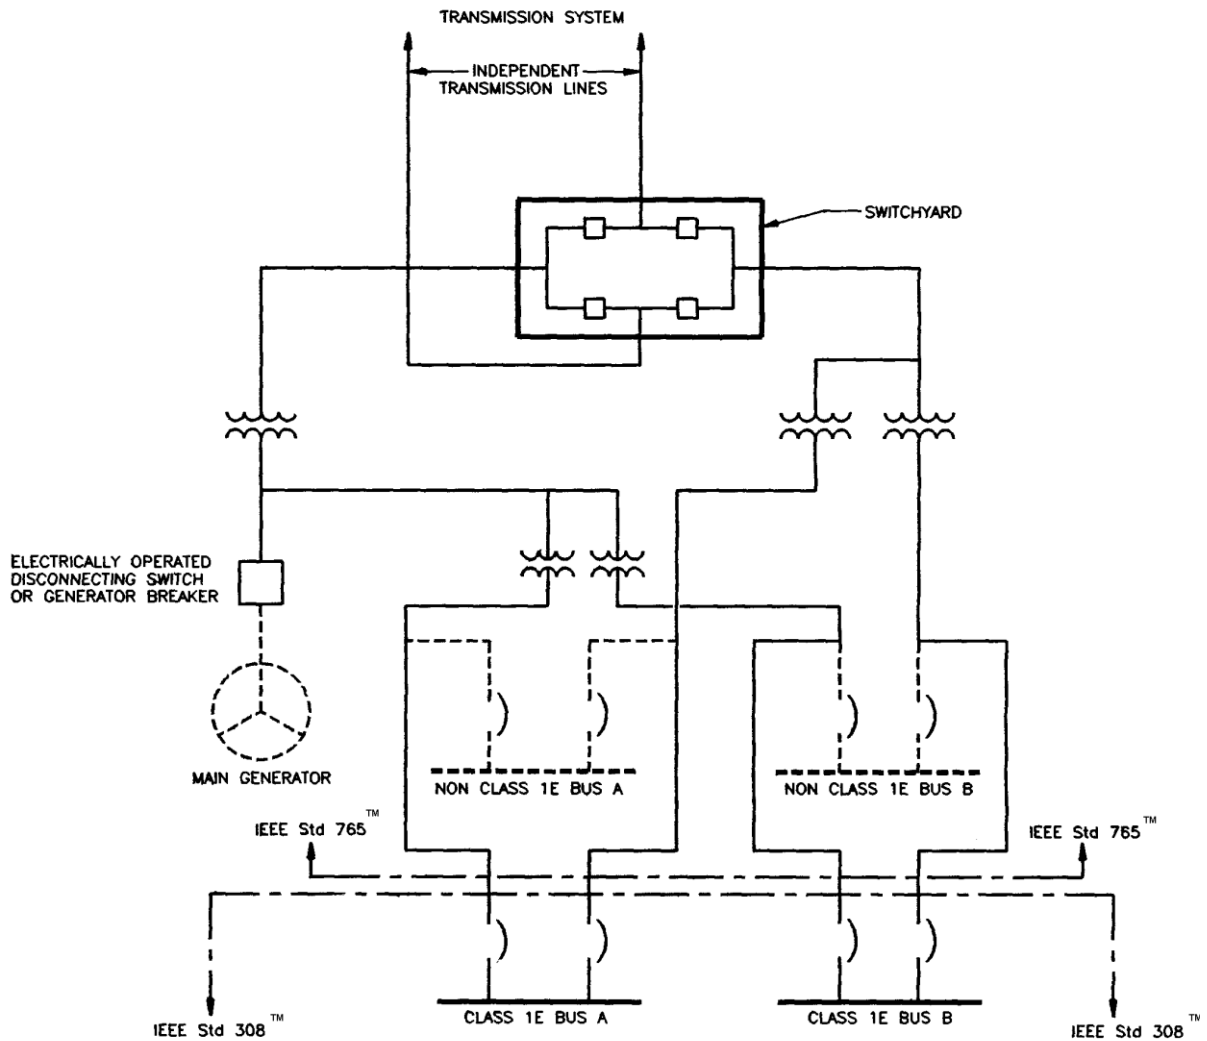 TRANSMISSION SYSTEM
INDEPENDENT
TRANSMISSION LINES
SWITCHYARD
ELECTRICALLY OPERATED
DISCONNECTING SWITCH
OR GENERATOR BREAKER
MAIN GENERATOR
NON CLASS 1E BUS A
NON CLASS 1E BUS B
IEEE Std 765™
IEEE Std 765™
CLASS 1E BUS A
CLASS 1E BUS B
IEEE Std 308™
IEEE Std 308™